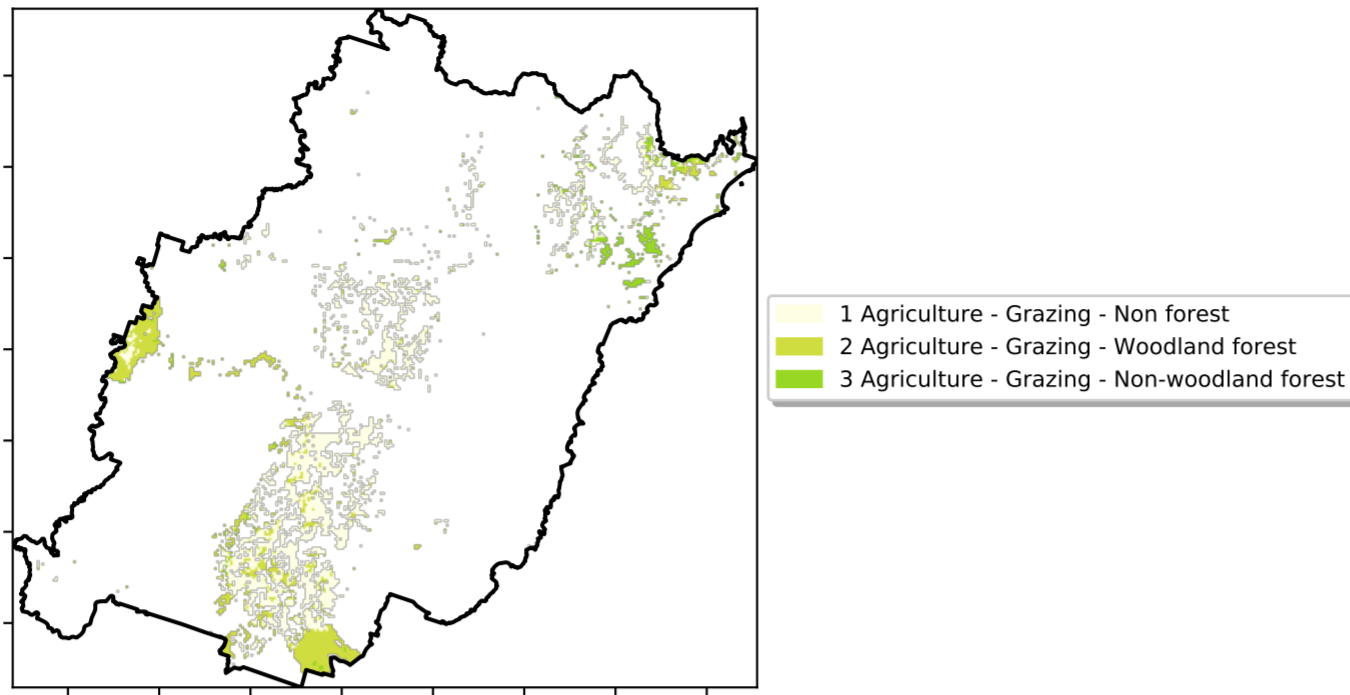 1 Agriculture - Grazing - Non forest
2 Agriculture - Grazing - Woodland forest
3 Agriculture - Grazing - Non-woodland forest